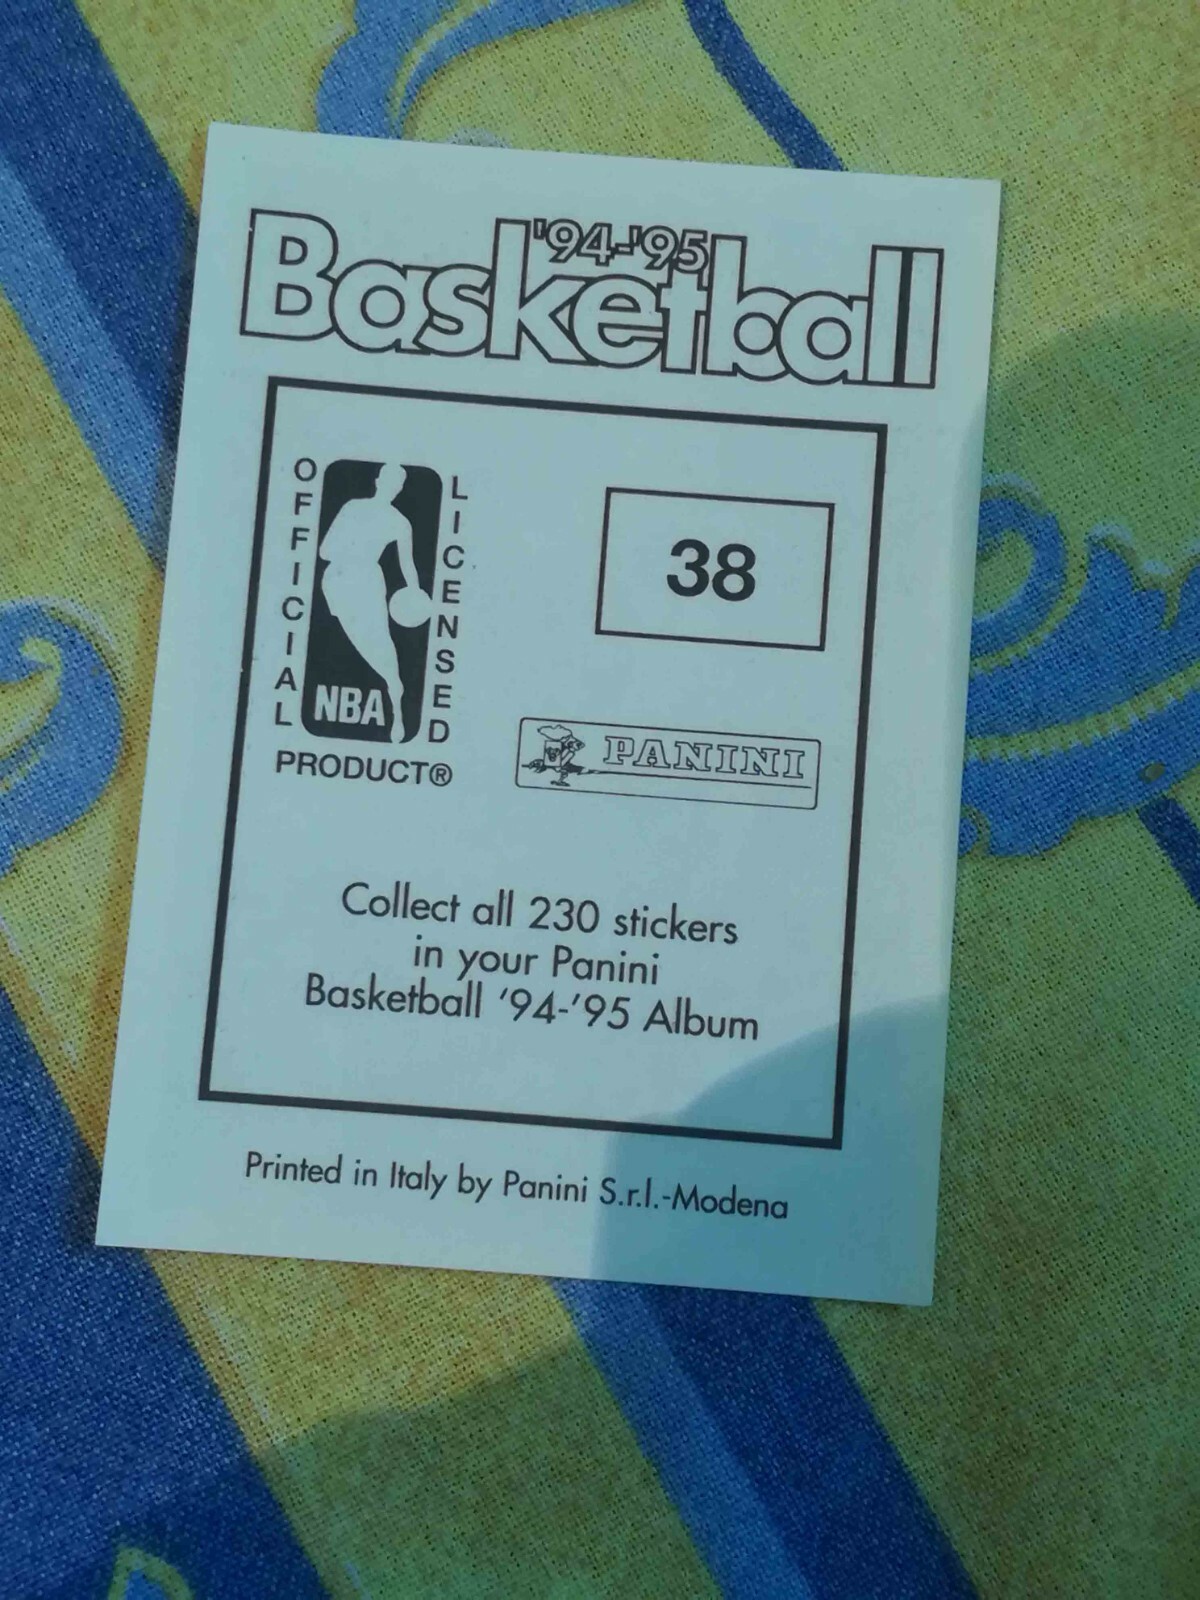 '94-'95
Basketball
OFFICIAL
LICENSED
NBA
PRODUCT®
38
PANINI
Collect all 230 stickers
in your Panini
Basketball '94-'95 Album
Printed in Italy by Panini S.r.l.-Modena